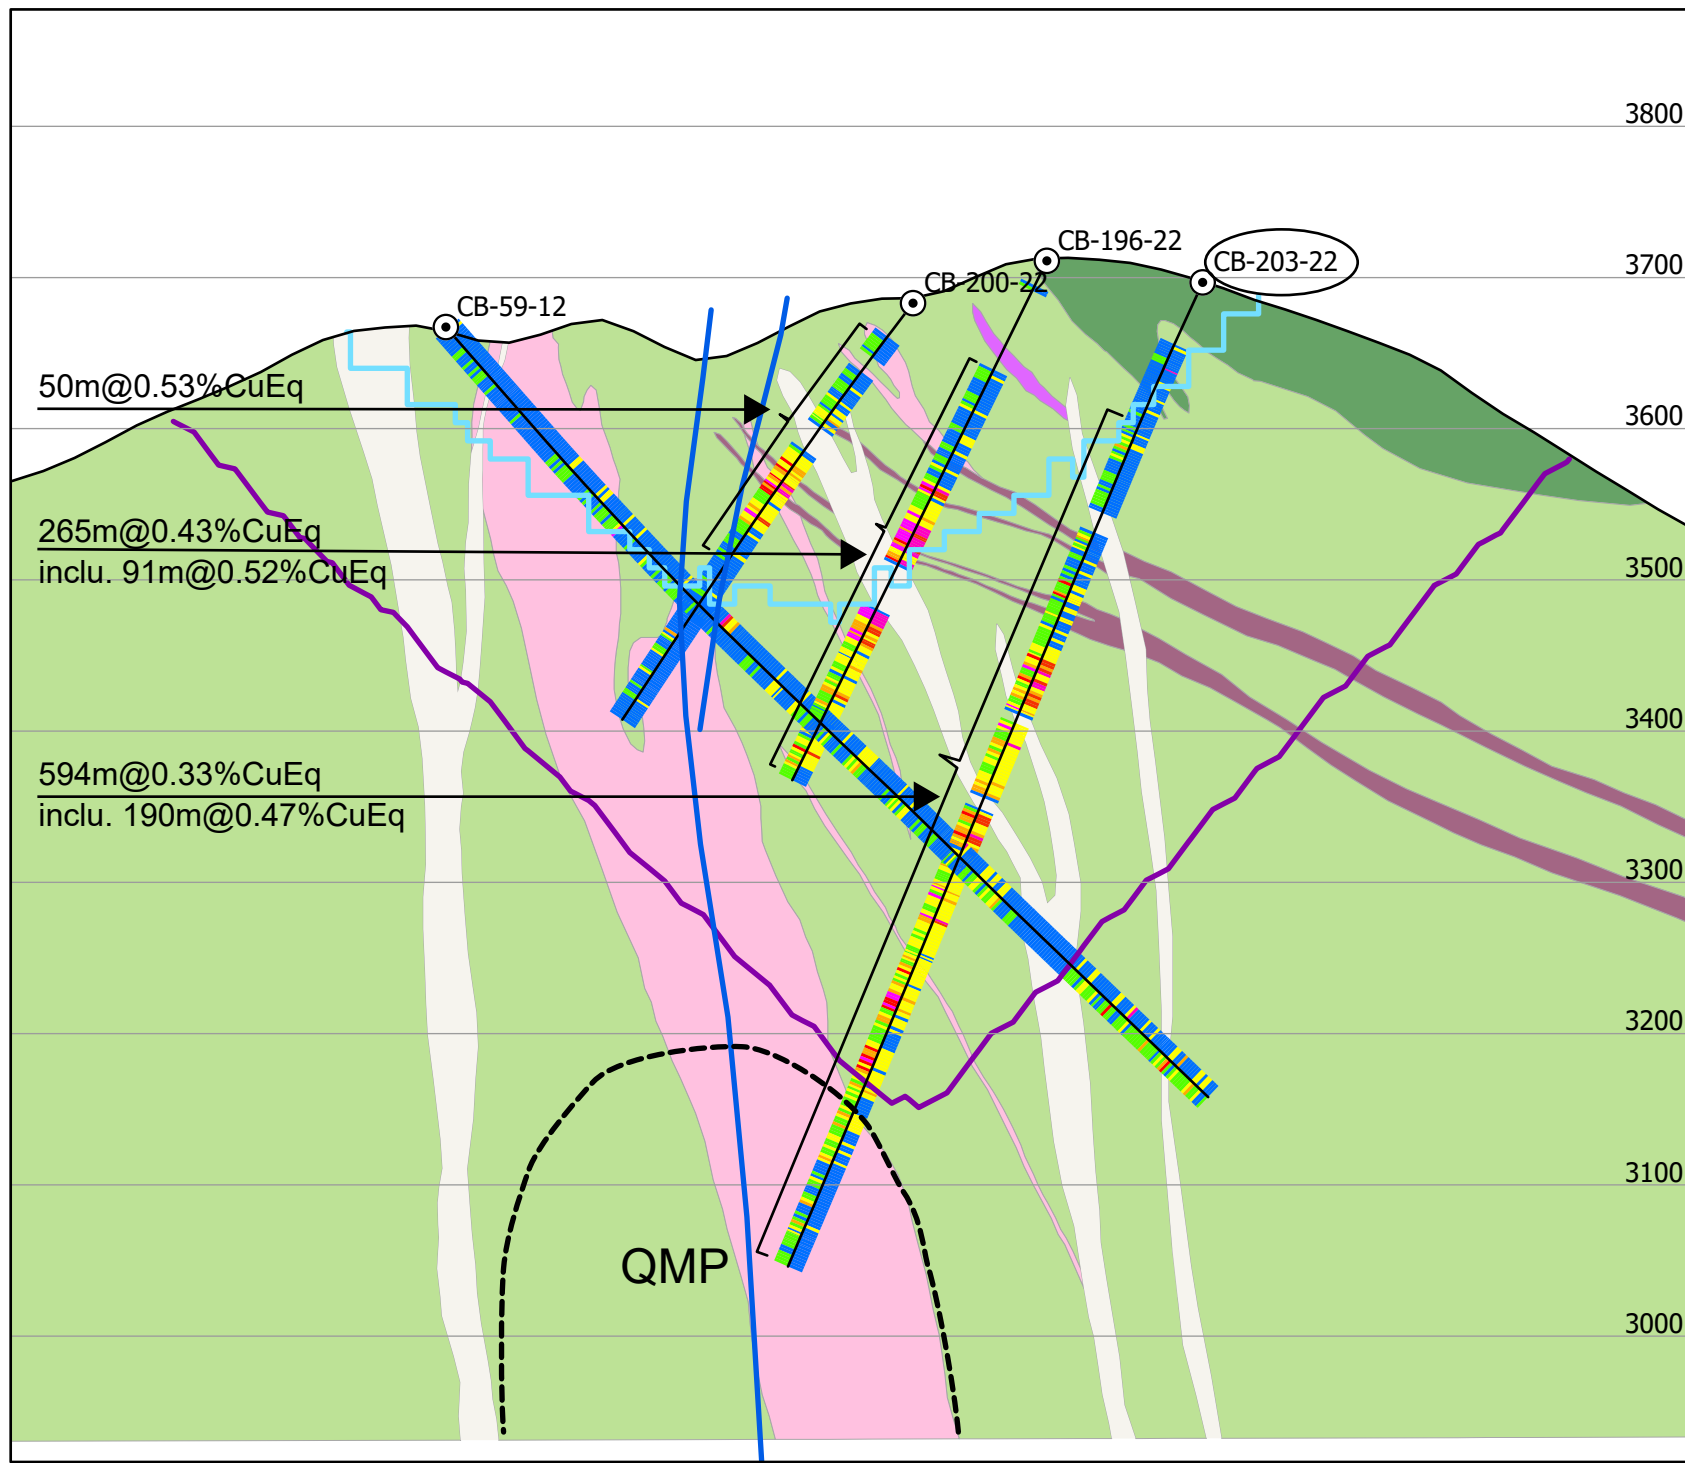 3800
CB-196-22
CB-203-22
3700
CB-200-22
CB-59-12
50m@0.53%CuEq
3600
265m@0.43%CuEq
inclu. 91m@0.52%CuEq
3500
3400
594m@0.33%CuEq
inclu. 190m@0.47%CuEq
3300
3200
3100
QMP
3000